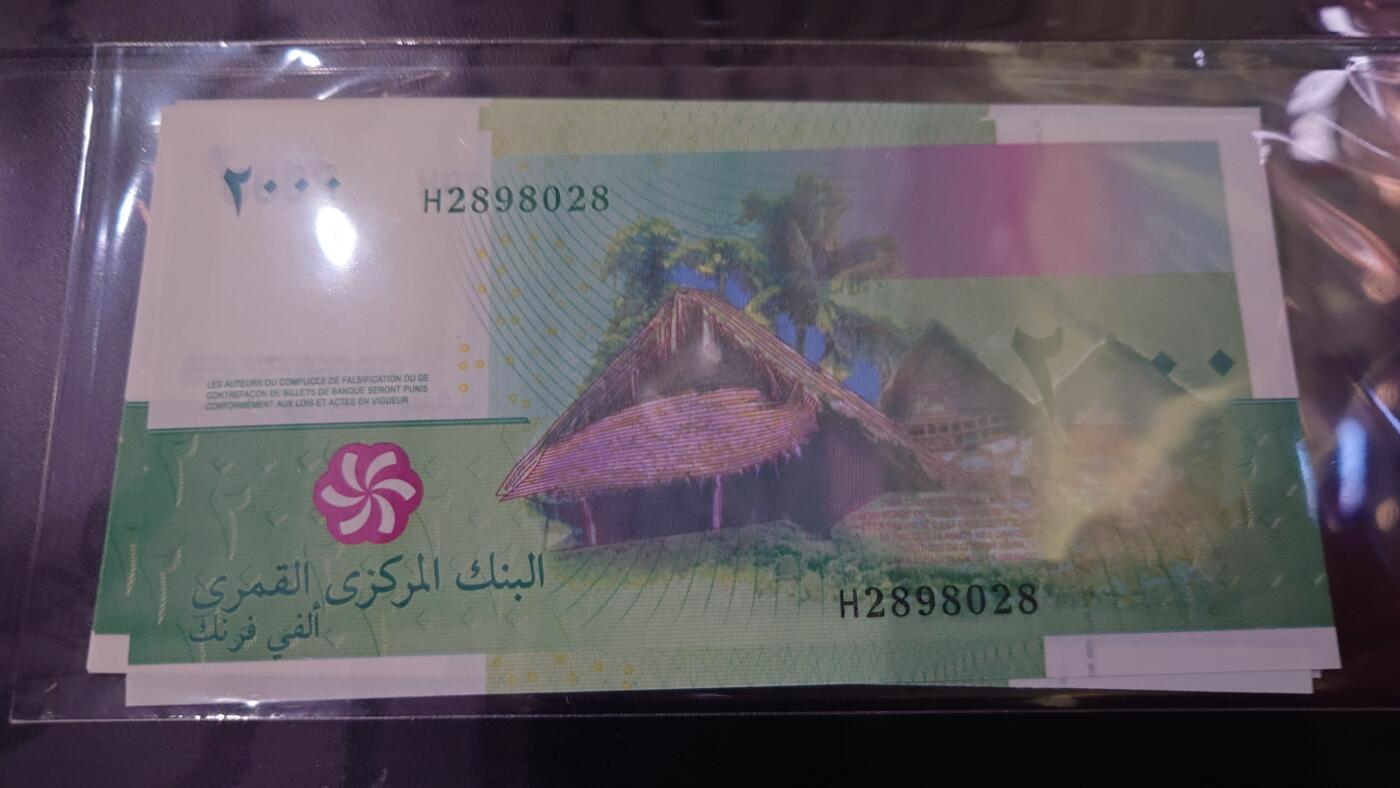 ٢٠٠٠
H2898028
LES AUTEURS OU COMPLICES DE FALSIFICATION OU DE
CONTREFAÇON DE BILLETS DE BANQUE SERONT PUNIS
CONFORMÉMENT AUX LOIS ET ACTES EN VIGUEUR
البنك المركزى القمري
ألفي فرنك
H2898028